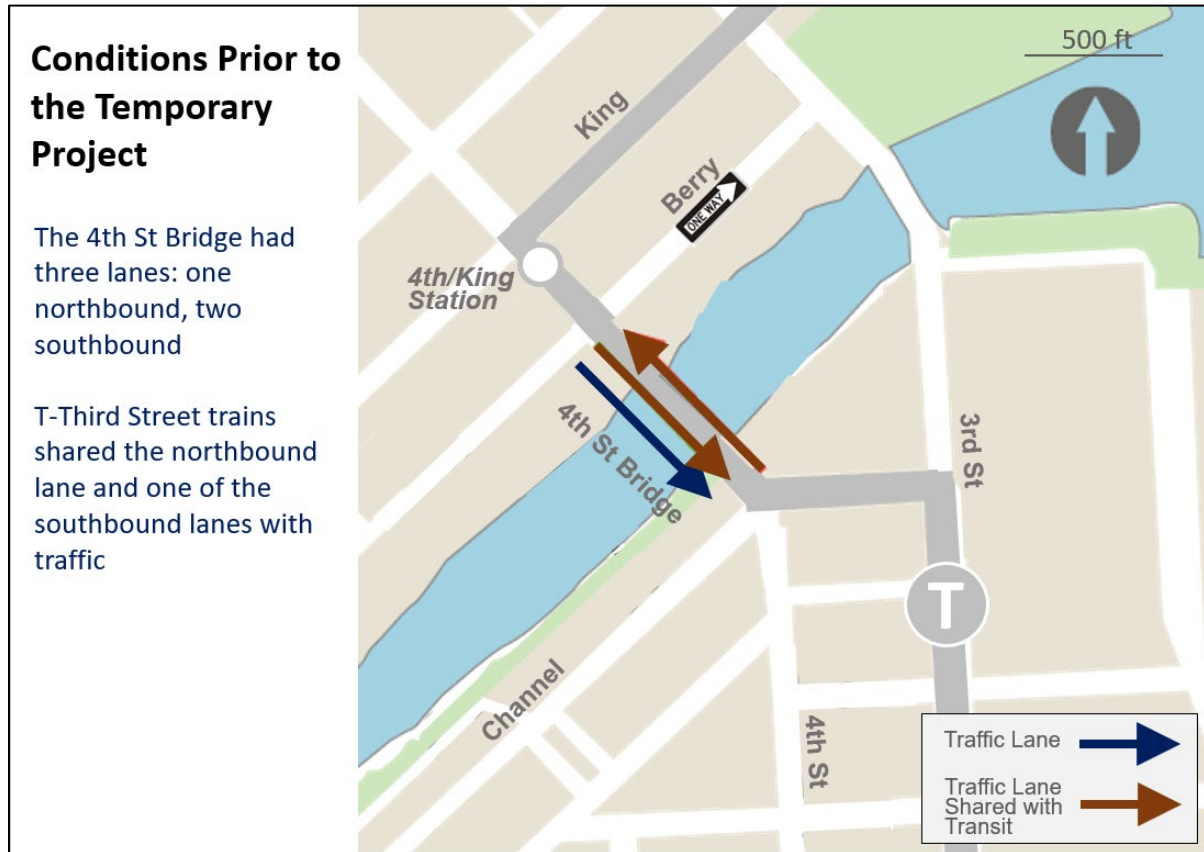 Conditions Prior to
the Temporary
Project
The 4th St Bridge had
three lanes: one
northbound, two
southbound
T-Third Street trains
shared the northbound
lane and one of the
southbound lanes with
traffic
500 ft
King
Berry
ONE WAY
4th/King
Station
4th St Bridge
3rd St
T
Channel
4th St
Traffic Lane
Traffic Lane
Shared with
Transit